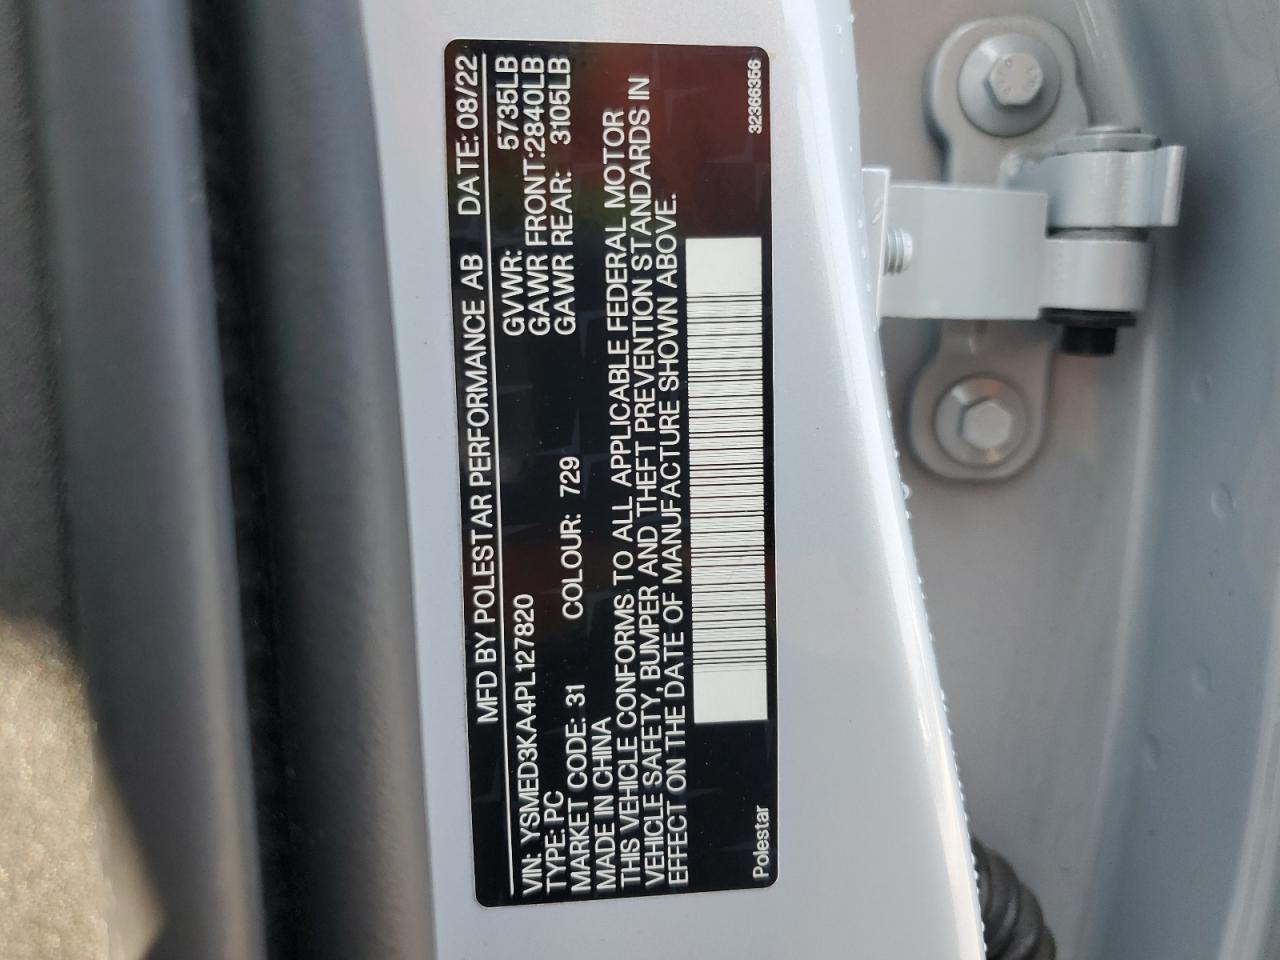 MFD BY POLESTAR PERFORMANCE AB DATE: 08/22
VIN: YSMED3KA4PL127820 GVWR: 5735LB
TYPE: PC GAWR FRONT:2840LB
MARKET CODE: 31 COLOUR: 729 GAWR REAR: 3105LB
MADE IN CHINA
THIS VEHICLE CONFORMS TO ALL APPLICABLE FEDERAL MOTOR
VEHICLE SAFETY, BUMPER AND THEFT PREVENTION STANDARDS IN
EFFECT ON THE DATE OF MANUFACTURE SHOWN ABOVE.
Polestar 32366356